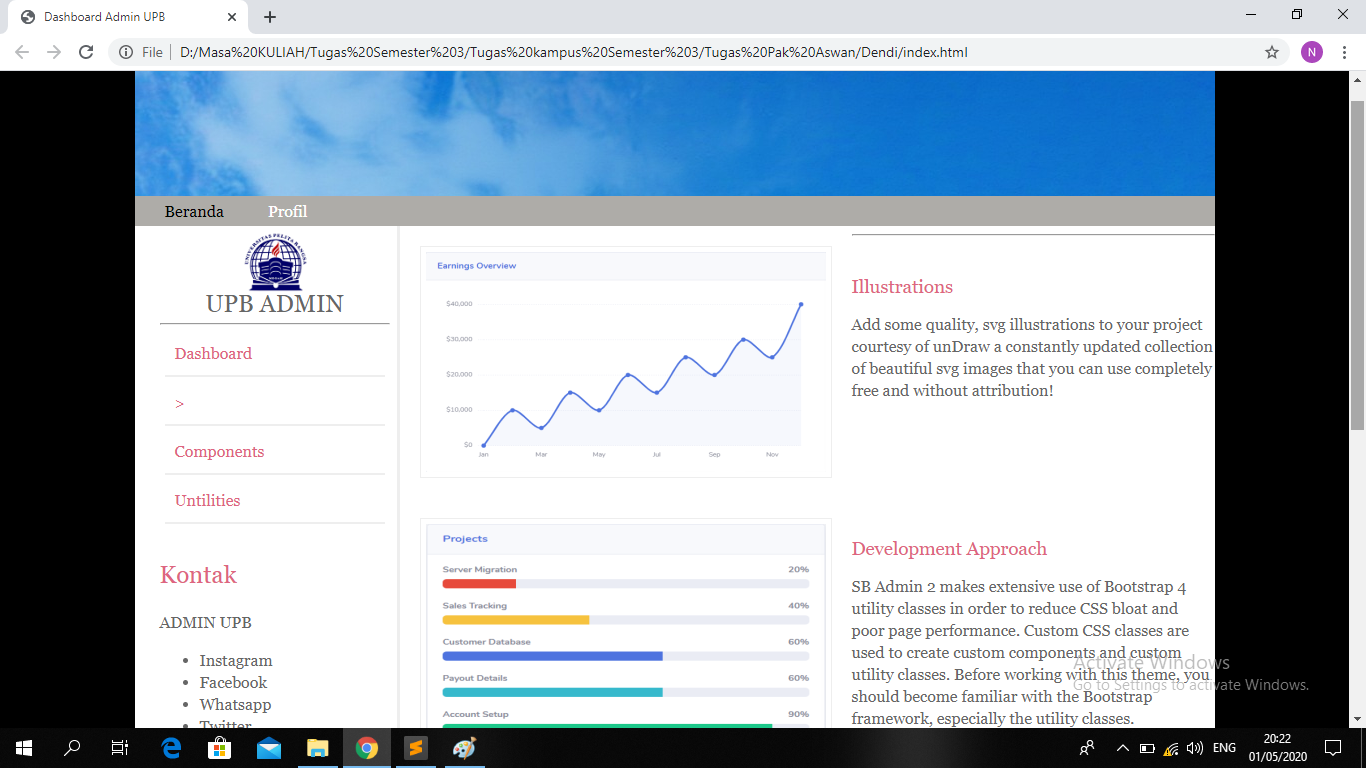 Dashboard Admin UPB
File
D:/Masa%20KULIAH/Tugas%20Semester%203/Tugas%20kampus%20Semester%203/Tugas%20Pak%20Aswan/Dendi/index.html
N
Beranda
Profil
UNIVERSITAS PELITA BANGSA
UPB ADMIN
Dashboard
>
Components
Untilities
Kontak
ADMIN UPB
Instagram
Facebook
Whatsapp
Twitter
Earnings Overview
$40,000
$30,000
$20,000
$10,000
$0
Jan
Mar
May
Jul
Sep
Nov
Illustrations
Add some quality, svg illustrations to your project
courtesy of unDraw a constantly updated collection
of beautiful svg images that you can use completely
free and without attribution!
Projects
Server Migration 20%
Sales Tracking 40%
Customer Database 60%
Payout Details 60%
Account Setup 90%
Development Approach
SB Admin 2 makes extensive use of Bootstrap 4
utility classes in order to reduce CSS bloat and
poor page performance. Custom CSS classes are
used to create custom components and custom
utility classes. Before working with this theme, you
should become familiar with the Bootstrap
framework, especially the utility classes.
Activate Windows
Go to Settings to activate Windows.
ENG
20:22
01/05/2020